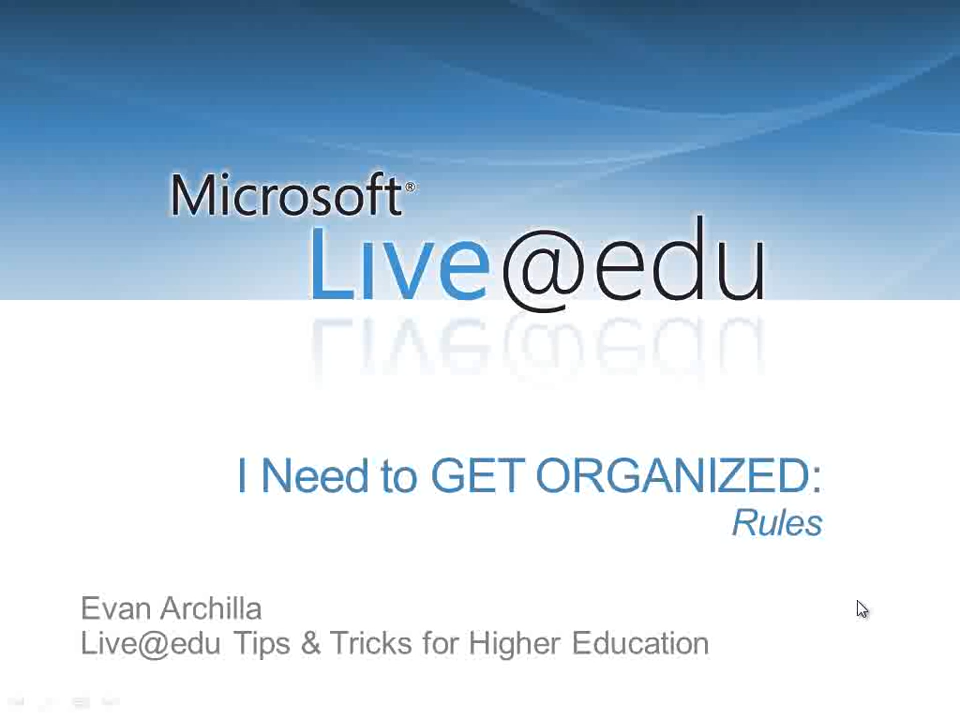 Microsoft®
Live@edu
I Need to GET ORGANIZED:
Rules
Evan Archilla
Live@edu Tips & Tricks for Higher Education